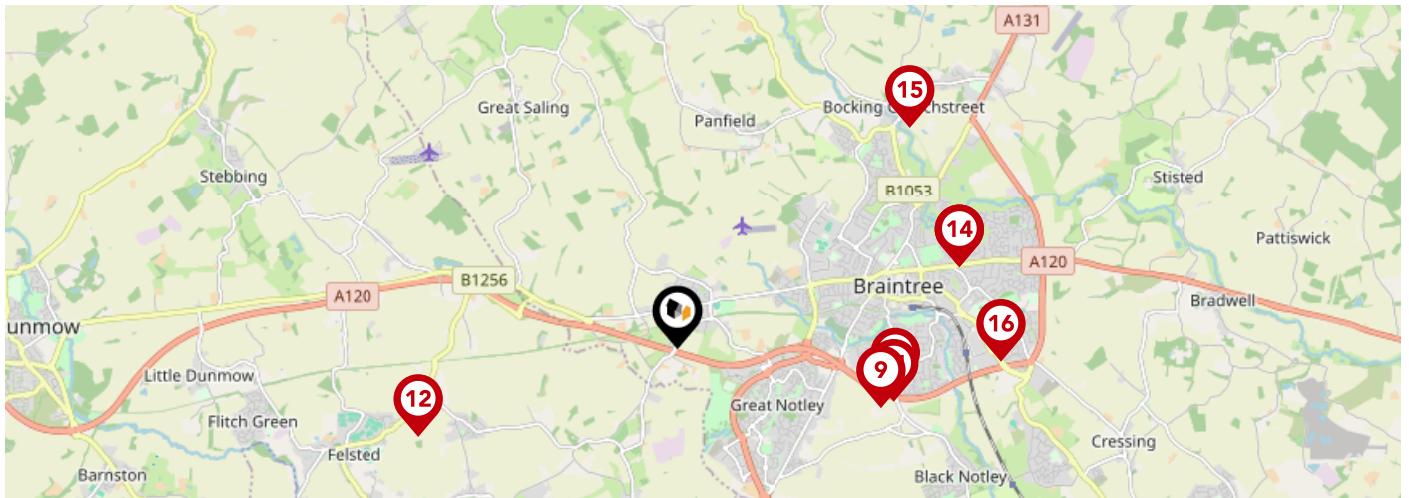 A131
15
Great Saling
Bocking
Panfield
Stebbing
Stisted
B1053
14
Pattiswick
A120
B1256
A120
Braintree
Bradwell
unmow
16
Little Dunmow
9
12
Great Notley
Flitch Green
Felsted
Cressing
Barnston
Black Notley